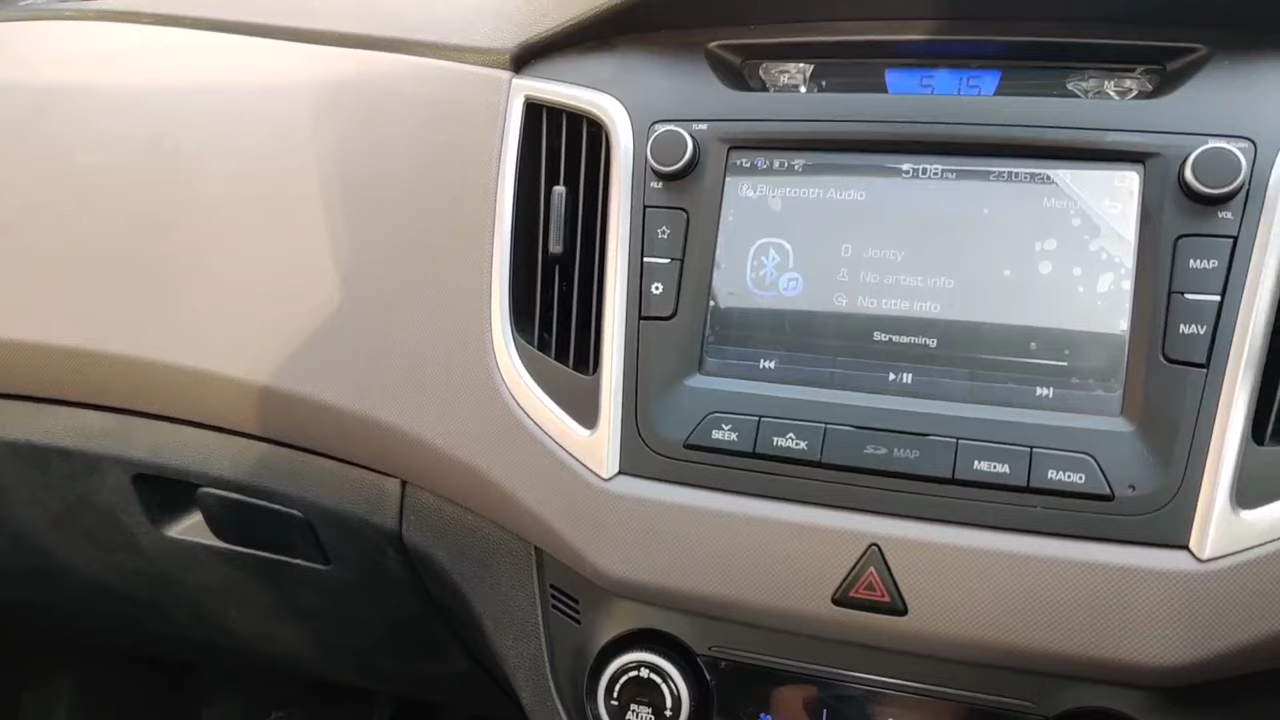 H
5:15
M
TUNE
FILE
VOL
5:08 PM
Bluetooth Audio
Menu
Jonty
No artist info
No title info
Streaming
MAP
NAV
SEEK
TRACK
MAP
MEDIA
RADIO
PUSH
AUTO